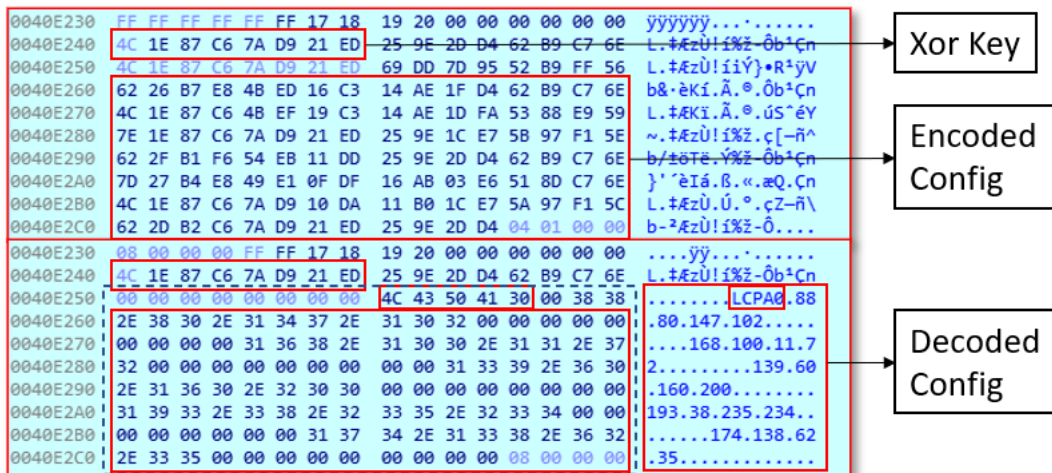 0040E230 FF FF FF FF FF FF 17 18 19 20 00 00 00 00 00 00 ÿÿÿÿÿÿ...·......
0040E240 4C 1E 87 C6 7A D9 21 ED 25 9E 2D D4 62 B9 C7 6E L.‡ÆzÙ!í%ž-Ôb¹Çn
Xor Key
0040E250 4C 1E 87 C6 7A D9 21 ED 69 DD 7D 95 52 B9 FF 56 L.‡ÆzÙ!íiÝ}•R¹ÿV
0040E260 62 26 B7 E8 4B ED 16 C3 14 AE 1F D4 62 B9 C7 6E b&·èKí.Ã.®.Ôb¹Çn
0040E270 4C 1E 87 C6 4B EF 19 C3 14 AE 1D FA 53 88 E9 59 L.‡ÆKï.Ã.®.úSˆéY
0040E280 7E 1E 87 C6 7A D9 21 ED 25 9E 1C E7 5B 97 F1 5E ~.‡ÆzÙ!í%ž.ç[—ñ^
0040E290 62 2F B1 F6 54 EB 11 DD 25 9E 2D D4 62 B9 C7 6E b/±öTë.Ý%ž-Ôb¹Çn
Encoded
Config
0040E2A0 7D 27 B4 E8 49 E1 0F DF 16 AB 03 E6 51 8D C7 6E }'´èIá.ß.«.æQ.Çn
0040E2B0 4C 1E 87 C6 7A D9 10 DA 11 B0 1C E7 5A 97 F1 5C L.‡ÆzÙ.Ú.°.çZ—ñ\
0040E2C0 62 2D B2 C6 7A D9 21 ED 25 9E 2D D4 04 01 00 00 b-²ÆzÙ!í%ž-Ô....
0040E230 08 00 00 00 FF FF 17 18 19 20 00 00 00 00 00 00 ....ÿÿ...·......
0040E240 4C 1E 87 C6 7A D9 21 ED 25 9E 2D D4 62 B9 C7 6E L.‡ÆzÙ!í%ž-Ôb¹Çn
0040E250 00 00 00 00 00 00 00 00 4C 43 50 41 30 00 38 38 ........LCPA0.88
0040E260 2E 38 30 2E 31 34 37 2E 31 30 32 00 00 00 00 00 .80.147.102.....
0040E270 00 00 00 00 31 36 38 2E 31 30 30 2E 31 31 2E 37 ....168.100.11.7
0040E280 32 00 00 00 00 00 00 00 00 00 31 33 39 2E 36 30 2.........139.60
Decoded
Config
0040E290 2E 31 36 30 2E 32 30 30 00 00 00 00 00 00 00 00 .160.200........
0040E2A0 31 39 33 2E 33 38 2E 32 33 35 2E 32 33 34 00 00 193.38.235.234..
0040E2B0 00 00 00 00 00 00 31 37 34 2E 31 33 38 2E 36 32 ......174.138.62
0040E2C0 2E 33 35 00 00 00 00 00 00 00 00 00 08 00 00 00 .35.............